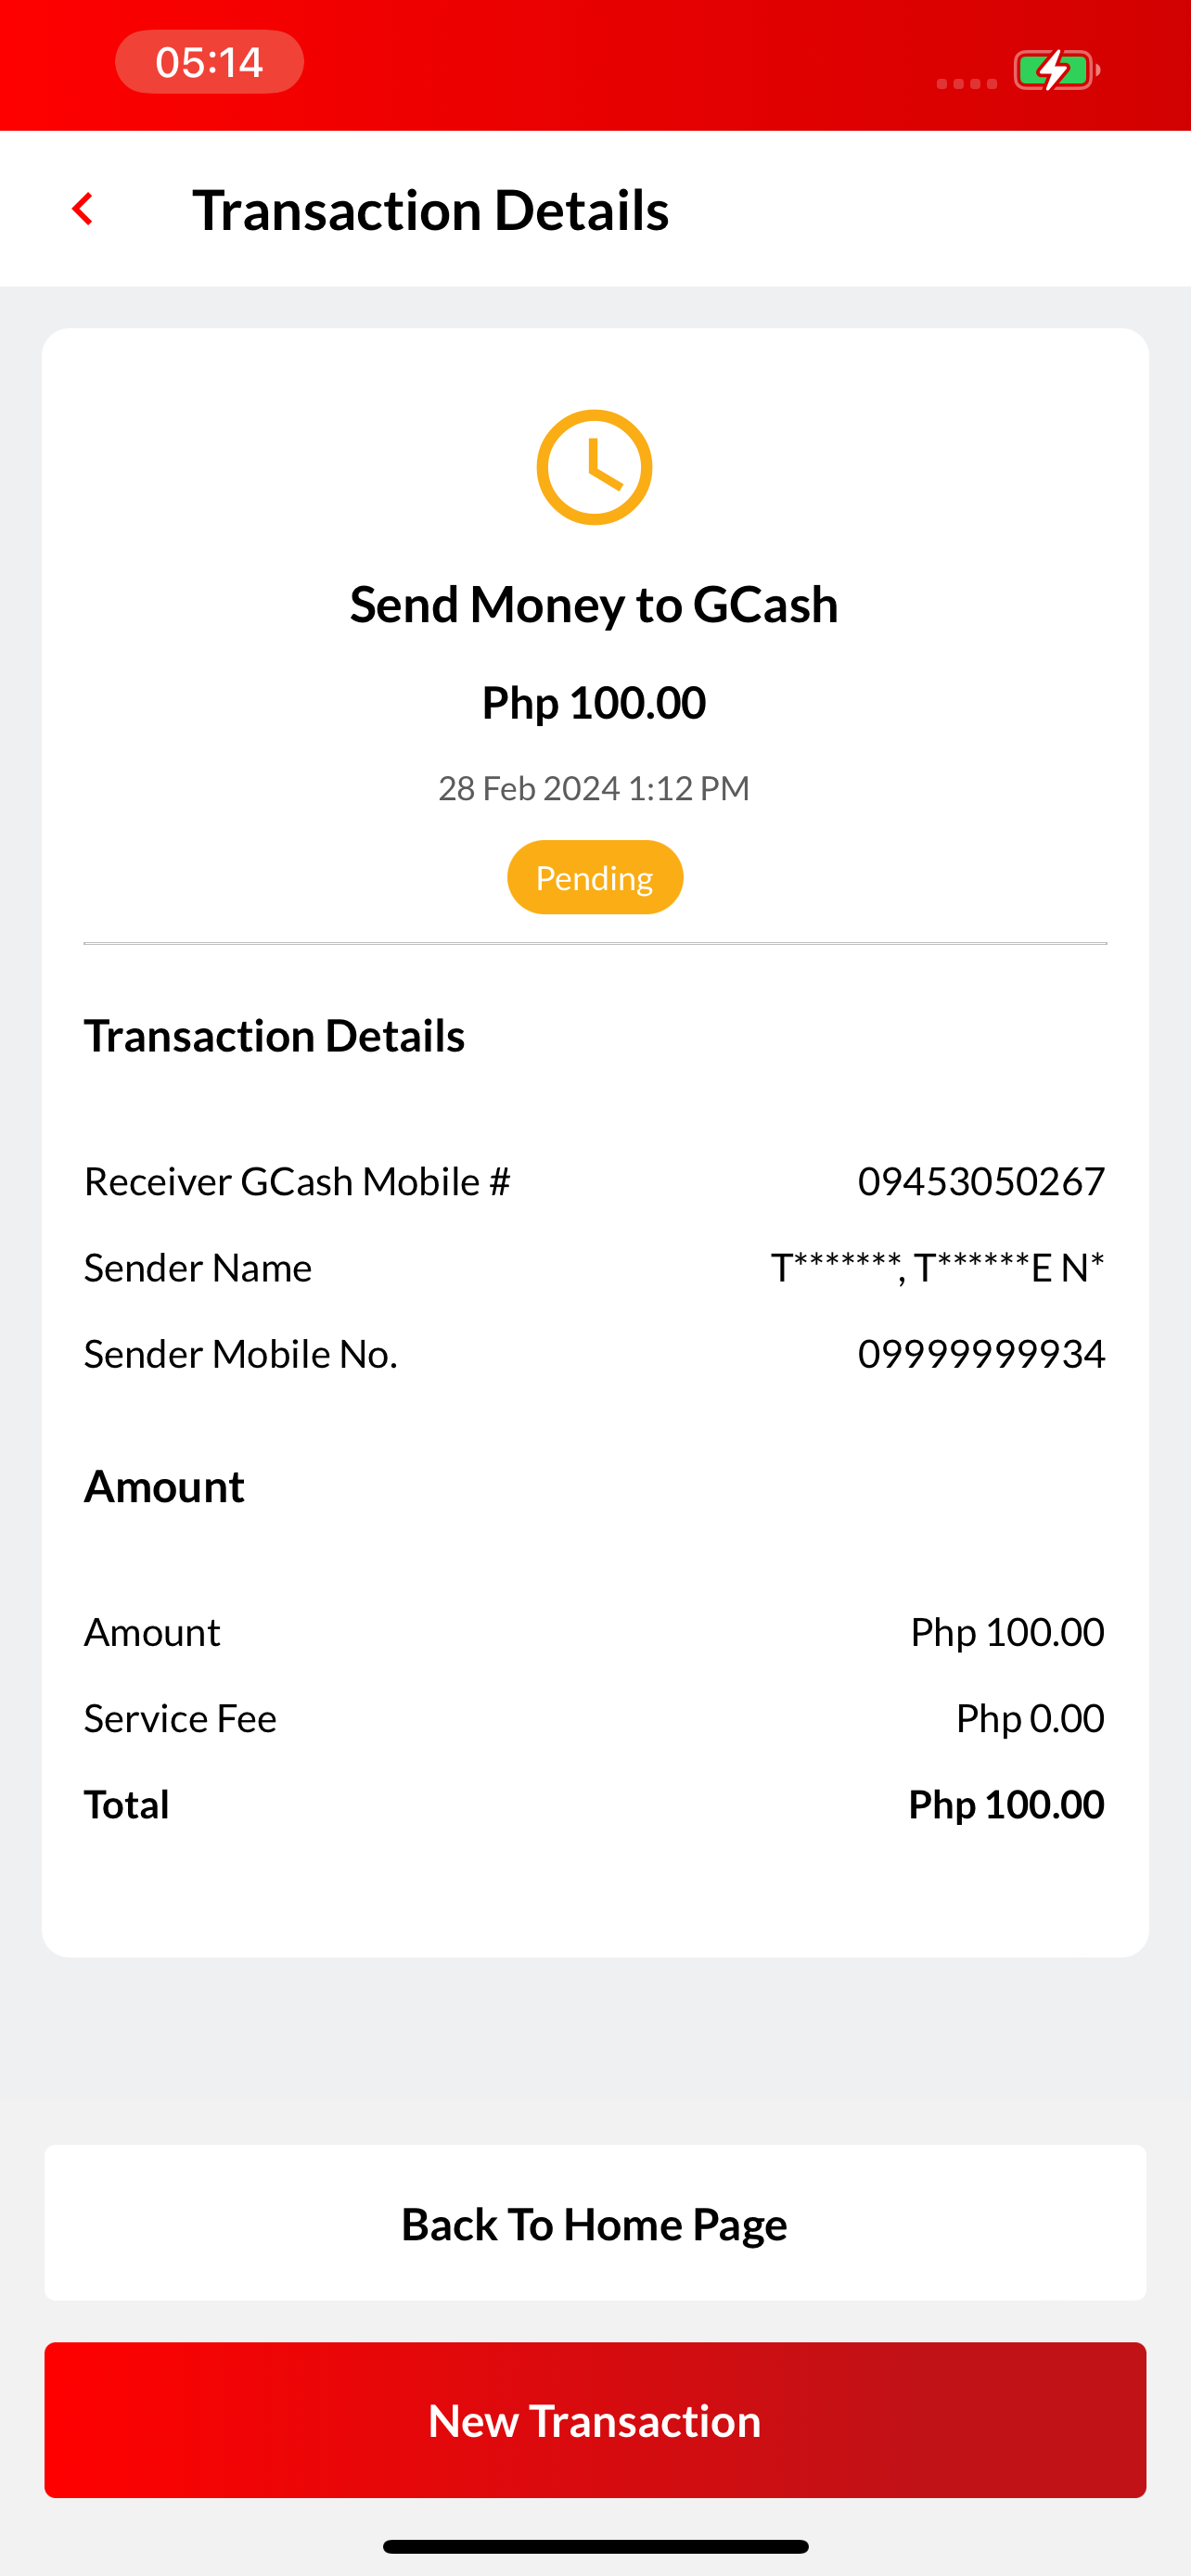 05:14
Transaction Details
Send Money to GCash
Php 100.00
28 Feb 2024 1:12 PM
Pending
Transaction Details
Receiver GCash Mobile # 09453050267
Sender Name T*******, T******E N*
Sender Mobile No. 09999999934
Amount
Amount Php 100.00
Service Fee Php 0.00
Total Php 100.00
Back To Home Page
New Transaction